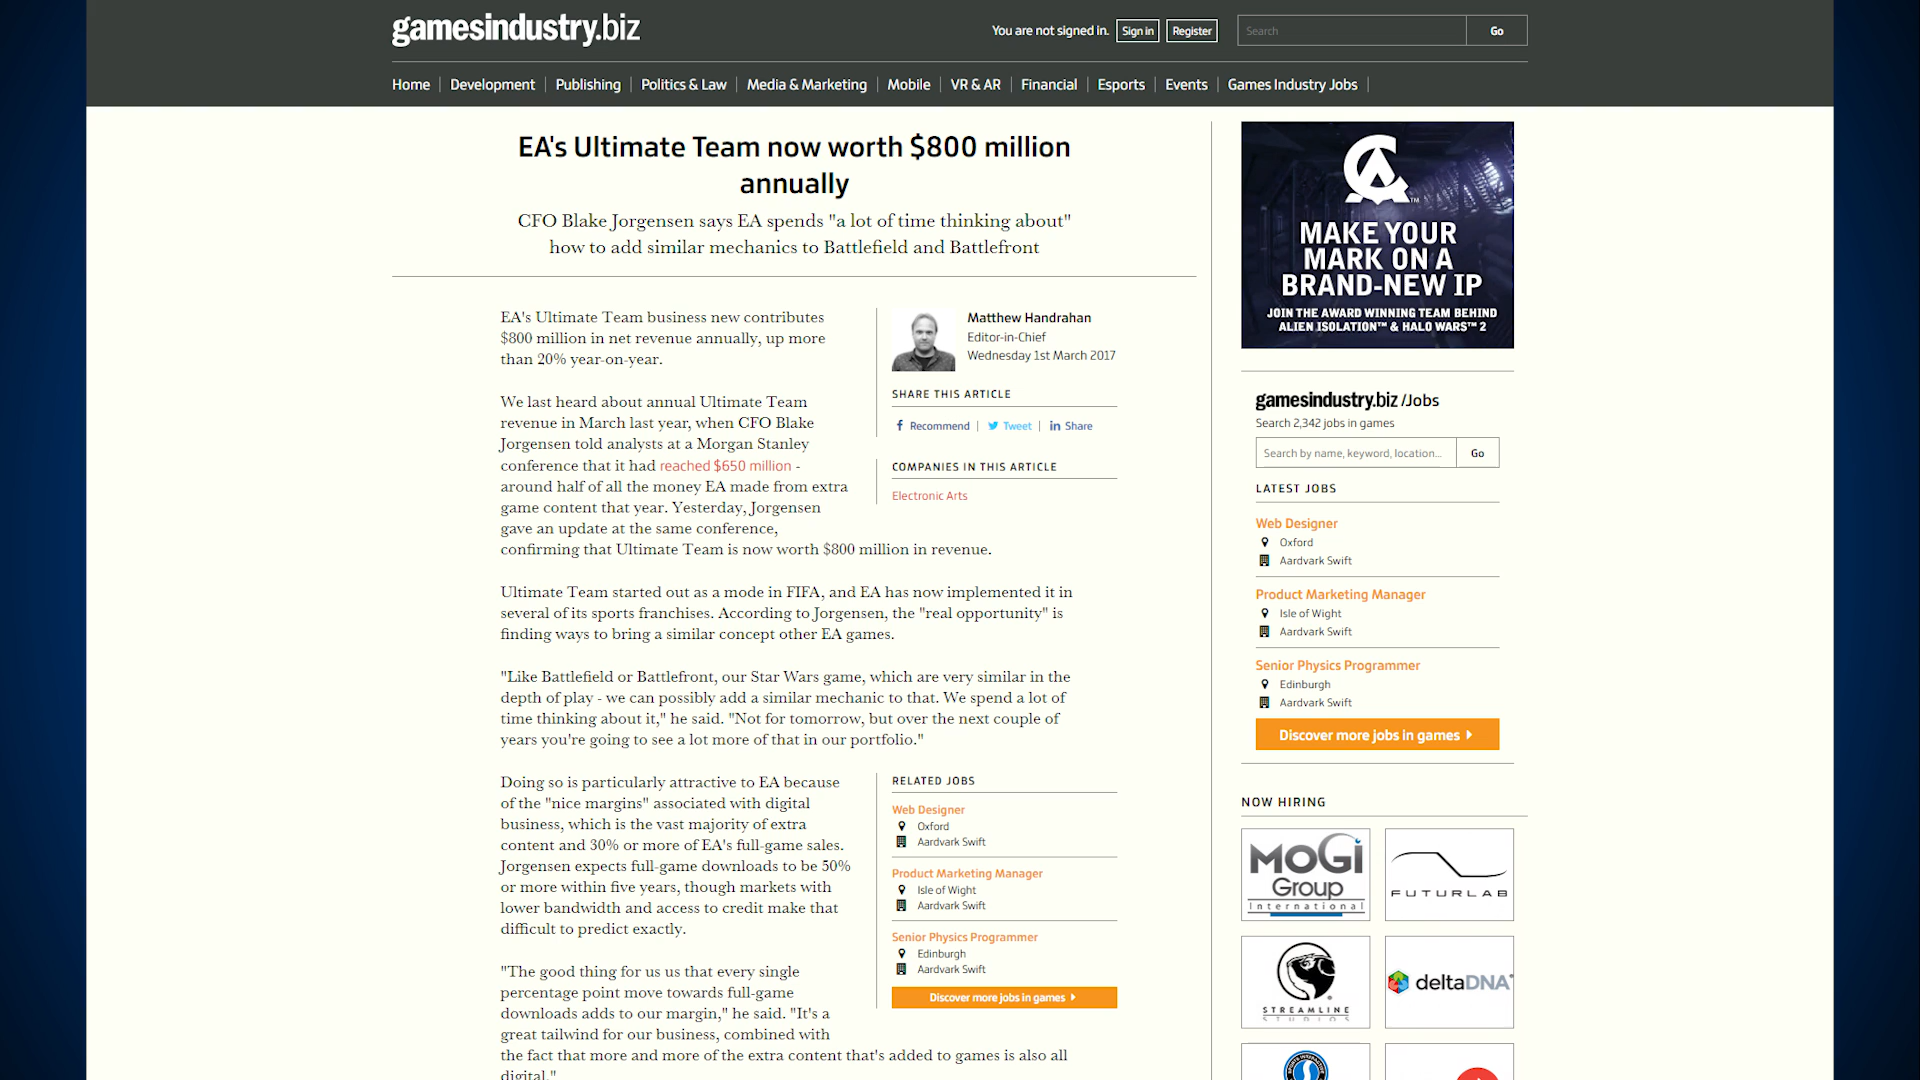 gamesindustry.biz
You are not signed in. Sign in Register Search Go
Home Development Publishing Politics & Law Media & Marketing Mobile VR & AR Financial Esports Events Games Industry Jobs
EA's Ultimate Team now worth $800 million
annually
CFO Blake Jorgensen says EA spends "a lot of time thinking about"
how to add similar mechanics to Battlefield and Battlefront
EA's Ultimate Team business new contributes
$800 million in net revenue annually, up more
than 20% year-on-year.
We last heard about annual Ultimate Team
revenue in March last year, when CFO Blake
Jorgensen told analysts at a Morgan Stanley
conference that it had reached $650 million -
around half of all the money EA made from extra
game content that year. Yesterday, Jorgensen
gave an update at the same conference,
confirming that Ultimate Team is now worth $800 million in revenue.
Matthew Handrahan
Editor-in-Chief
Wednesday 1st March 2017
SHARE THIS ARTICLE
Recommend Tweet Share
COMPANIES IN THIS ARTICLE
Electronic Arts
Ultimate Team started out as a mode in FIFA, and EA has now implemented it in
several of its sports franchises. According to Jorgensen, the "real opportunity" is
finding ways to bring a similar concept other EA games.
"Like Battlefield or Battlefront, our Star Wars game, which are very similar in the
depth of play - we can possibly add a similar mechanic to that. We spend a lot of
time thinking about it," he said. "Not for tomorrow, but over the next couple of
years you're going to see a lot more of that in our portfolio."
Doing so is particularly attractive to EA because
of the "nice margins" associated with digital
business, which is the vast majority of extra
content and 30% or more of EA's full-game sales.
Jorgensen expects full-game downloads to be 50%
or more within five years, though markets with
lower bandwidth and access to credit make that
difficult to predict exactly.
"The good thing for us us that every single
percentage point move towards full-game
downloads adds to our margin," he said. "It's a
great tailwind for our business, combined with
the fact that more and more of the extra content that's added to games is also all
digital."
RELATED JOBS
Web Designer
Oxford
Aardvark Swift
Product Marketing Manager
Isle of Wight
Aardvark Swift
Senior Physics Programmer
Edinburgh
Aardvark Swift
Discover more jobs in games
CA TM
MAKE YOUR
MARK ON A
BRAND-NEW IP
JOIN THE AWARD WINNING TEAM BEHIND
ALIEN ISOLATION™ & HALO WARS™ 2
gamesindustry.biz /Jobs
Search 2,342 jobs in games
Search by name, keyword, location... Go
LATEST JOBS
Web Designer
Oxford
Aardvark Swift
Product Marketing Manager
Isle of Wight
Aardvark Swift
Senior Physics Programmer
Edinburgh
Aardvark Swift
Discover more jobs in games
NOW HIRING
MOGi
Group
International
FUTURLAB
STREAMLINE
STUDIOS
deltaDNA